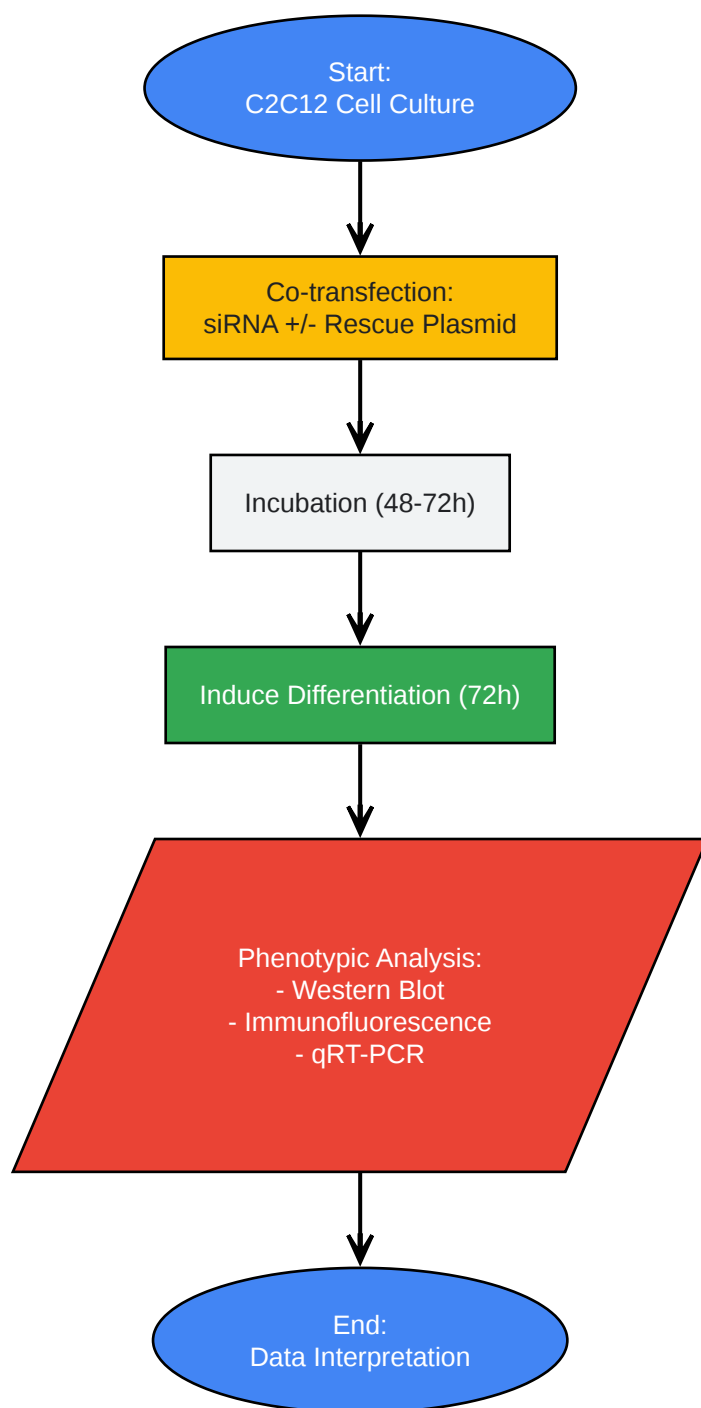 Start:
C2C12 Cell Culture
Co-transfection:
siRNA +/- Rescue Plasmid
Incubation (48-72h)
Induce Differentiation (72h)
Phenotypic Analysis:
- Western Blot
- Immunofluorescence
- qRT-PCR
End:
Data Interpretation